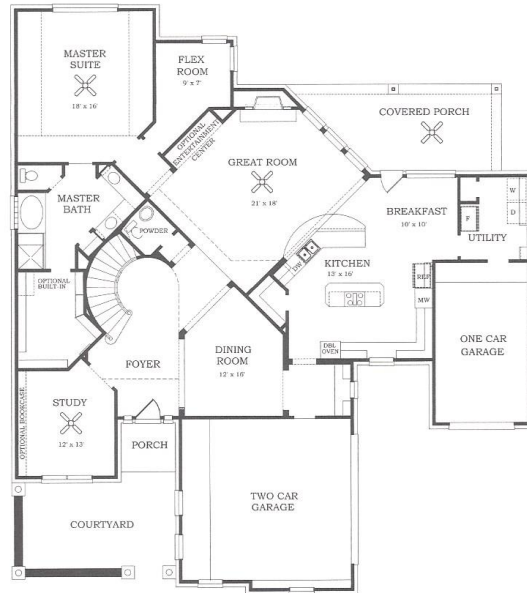 MASTER
SUITE
18' x 16'
FLEX
ROOM
9' x 7'
OPTIONAL
ENTERTAINMENT
CENTER
COVERED PORCH
GREAT ROOM
21' x 18'
MASTER
BATH
POWDER
BREAKFAST
10' x 10'
W
D
F
UTILITY
KITCHEN
13' x 16'
DW
REF
MW
DBL
OVEN
OPTIONAL
BUILT-IN
ONE CAR
GARAGE
FOYER
DINING
ROOM
12' x 16'
OPTIONAL BOOKCASE
STUDY
12' x 13'
PORCH
TWO CAR
GARAGE
COURTYARD